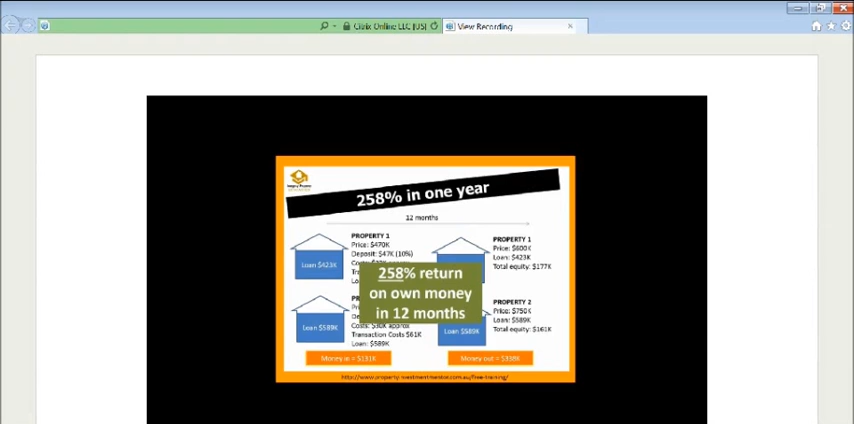 Citrix Online LLC [US]
View Recording
258% in one year
12 months
PROPERTY 1
Price: $470K
Deposit: $47K (10%)
Loan $423K
PROPERTY 1
Price: $600K
Loan: $423K
Total equity: $177K
258% return
on own money
in 12 months
Costs: $30K approx
Transaction Costs $61K
Loan: $589K
Loan $589K
PROPERTY 2
Price: $750K
Loan: $589K
Total equity: $161K
Loan $589K
Money in = $131K
Money out = $338K